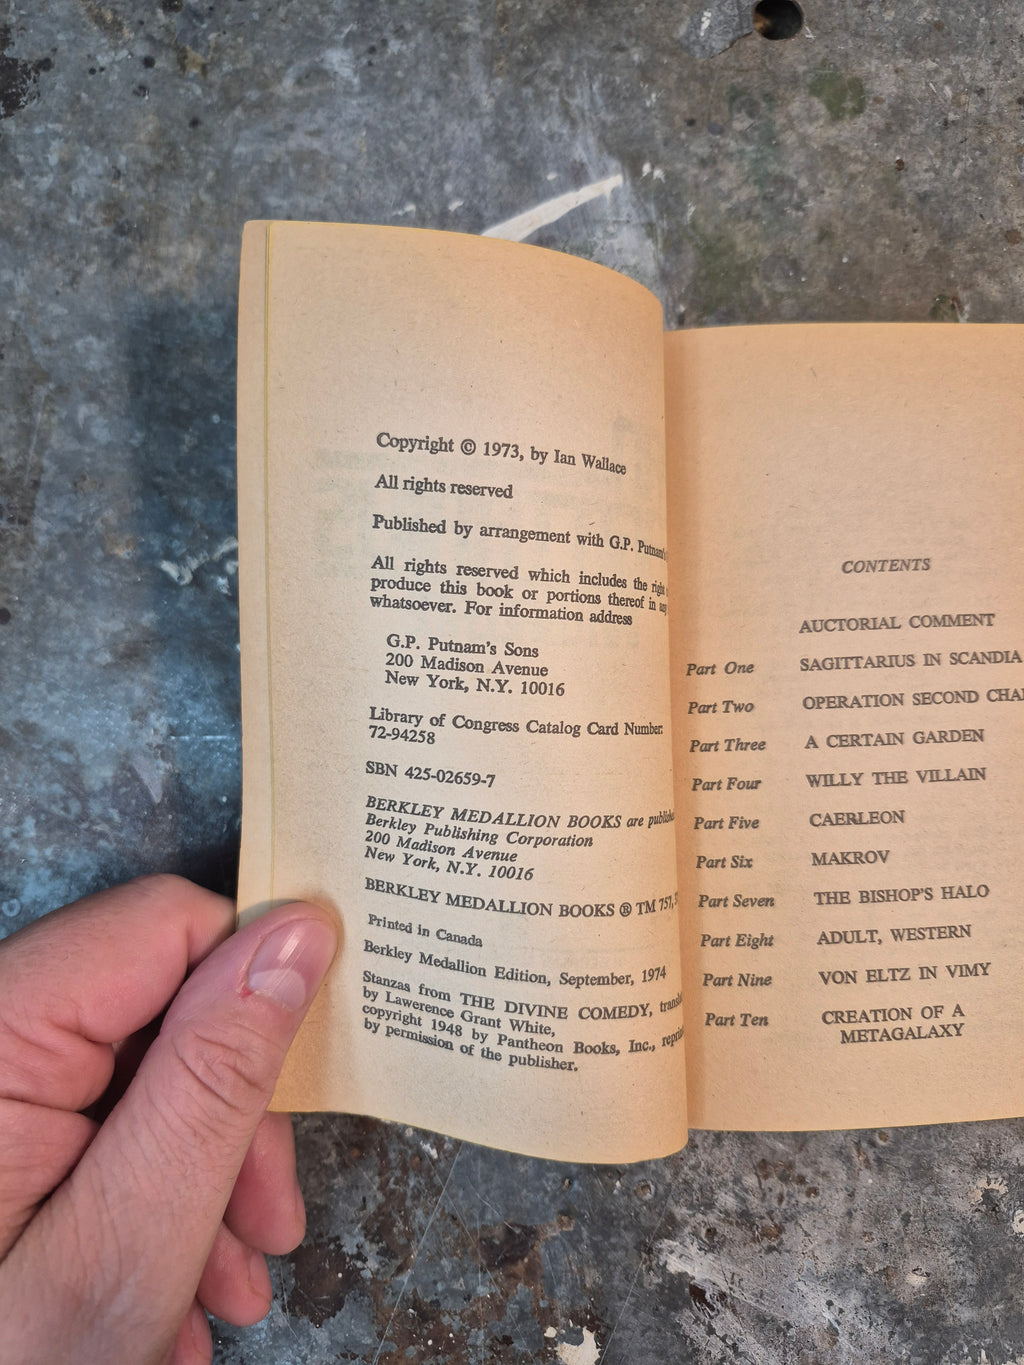 Copyright © 1973, by Ian Wallace
All rights reserved
Published by arrangement with G.P. Putnam's
All rights reserved which includes the right
produce this book or portions thereof in any
whatsoever. For information address
G.P. Putnam's Sons
200 Madison Avenue
New York, N.Y. 10016
Library of Congress Catalog Card Number:
72-94258
SBN 425-02659-7
BERKLEY MEDALLION BOOKS are
Berkley Publishing Corporation
200 Madison Avenue
New York, N.Y. 10016
BERKLEY MEDALLION BOOKS ® TM 757,
Printed in Canada
Berkley Medallion Edition, September, 1974
Stanzas from THE DIVINE COMEDY,
by Lawerence Grant White,
copyright 1948 by Pantheon Books, Inc.,
by permission of the publisher.
CONTENTS
AUCTORIAL COMMENT
Part One SAGITTARIUS IN SCANDIA
Part Two OPERATION SECOND
Part Three A CERTAIN GARDEN
Part Four WILLY THE VILLAIN
Part Five CAERLEON
Part Six MAKROV
Part Seven THE BISHOP'S HALO
Part Eight ADULT, WESTERN
Part Nine VON ELTZ IN VIMY
Part Ten CREATION OF A
METAGALAXY